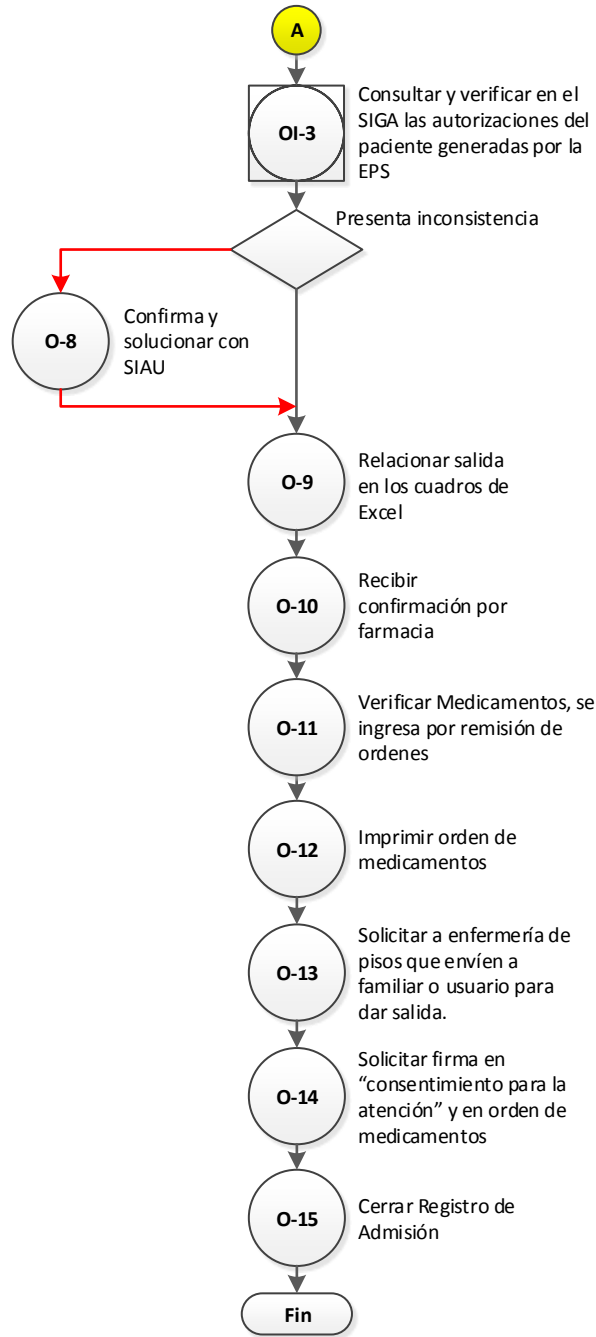 A
OI-3
Consultar y verificar en el
SIGA las autorizaciones del
paciente generadas por la
EPS
Presenta inconsistencia
O-8
Confirma y
solucionar con
SIAU
O-9
Relacionar salida
en los cuadros de
Excel
O-10
Recibir
confirmación por
farmacia
O-11
Verificar Medicamentos, se
ingresa por remisión de
ordenes
O-12
Imprimir orden de
medicamentos
O-13
Solicitar a enfermería de
pisos que envíen a
familiar o usuario para
dar salida.
O-14
Solicitar firma en
“consentimiento para la
atención” y en orden de
medicamentos
O-15
Cerrar Registro de
Admisión
Fin